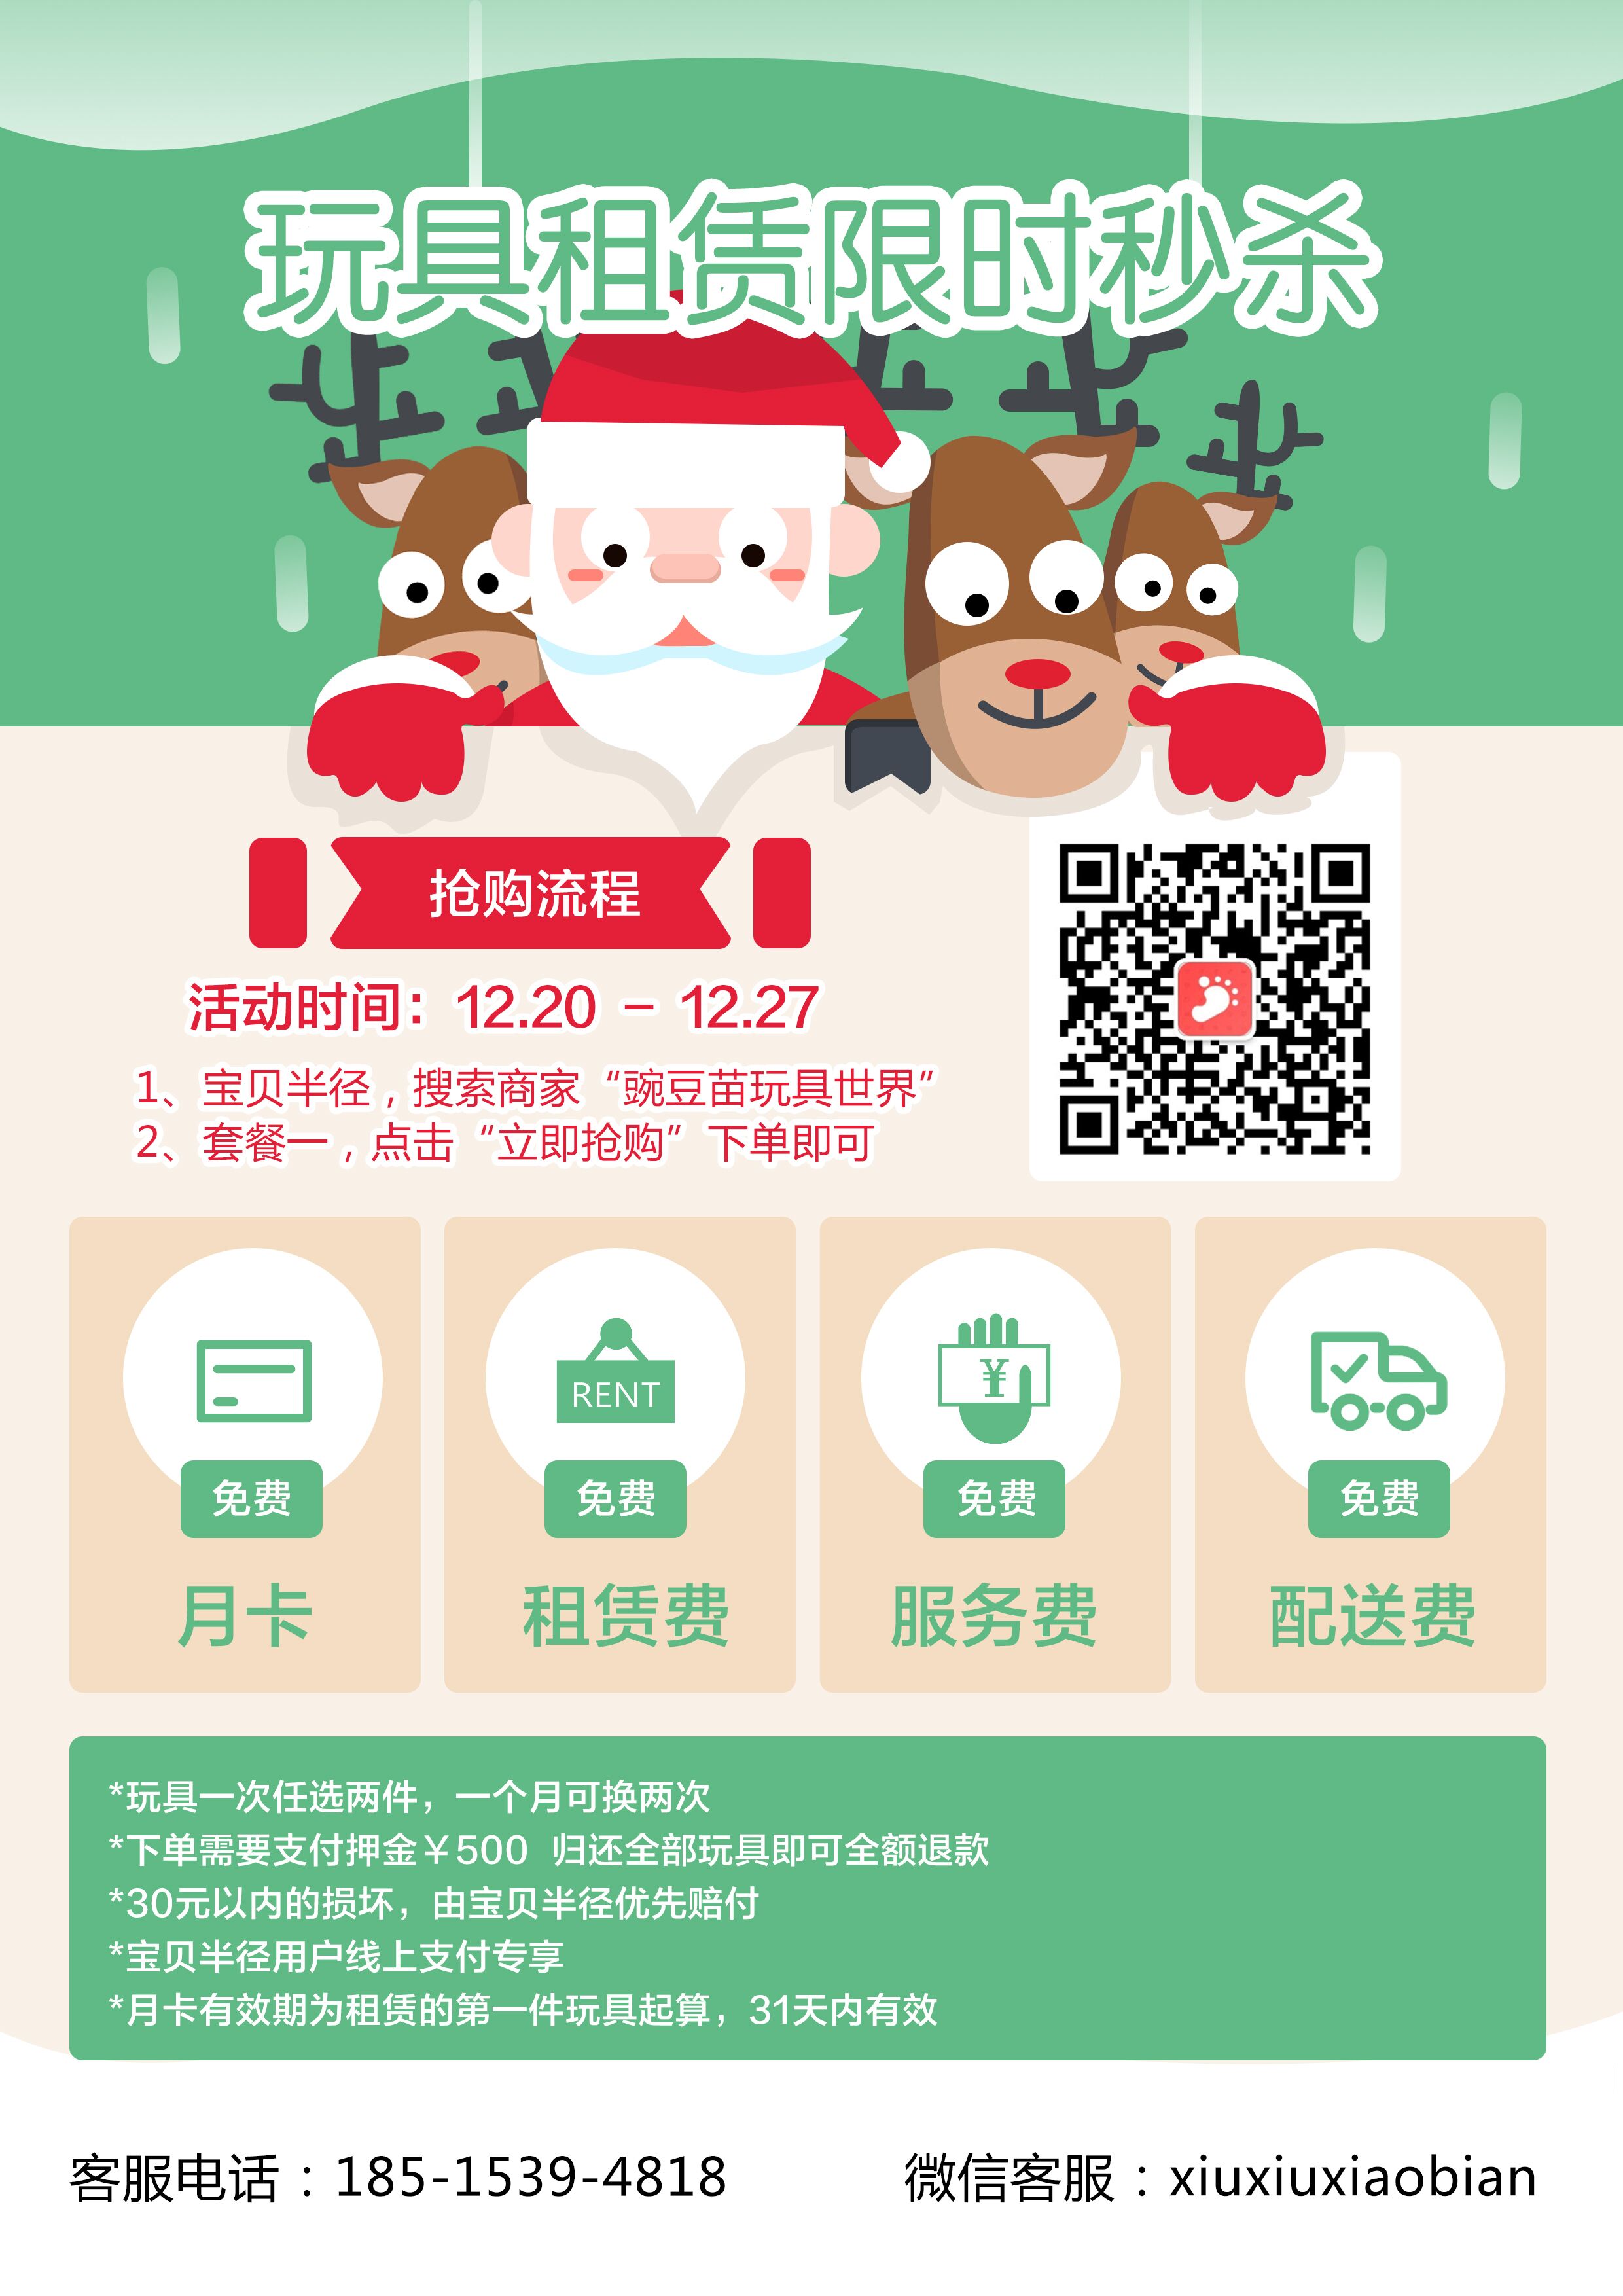 玩具租赁限时秒杀
抢购流程
活动时间：12.20 – 12.27
1、宝贝半径，搜索商家“豌豆苗玩具世界”
2、套餐一，点击“立即抢购”下单即可
RENT
¥
免费
免费
免费
免费
月卡
租赁费
服务费
配送费
*玩具一次任选两件，一个月可换两次
*下单需要支付押金￥500 归还全部玩具即可全额退款
*30元以内的损坏，由宝贝半径优先赔付
*宝贝半径用户线上支付专享
*月卡有效期为租赁的第一件玩具起算，31天内有效
客服电话：185-1539-4818
微信客服：xiuxiuxiaobian